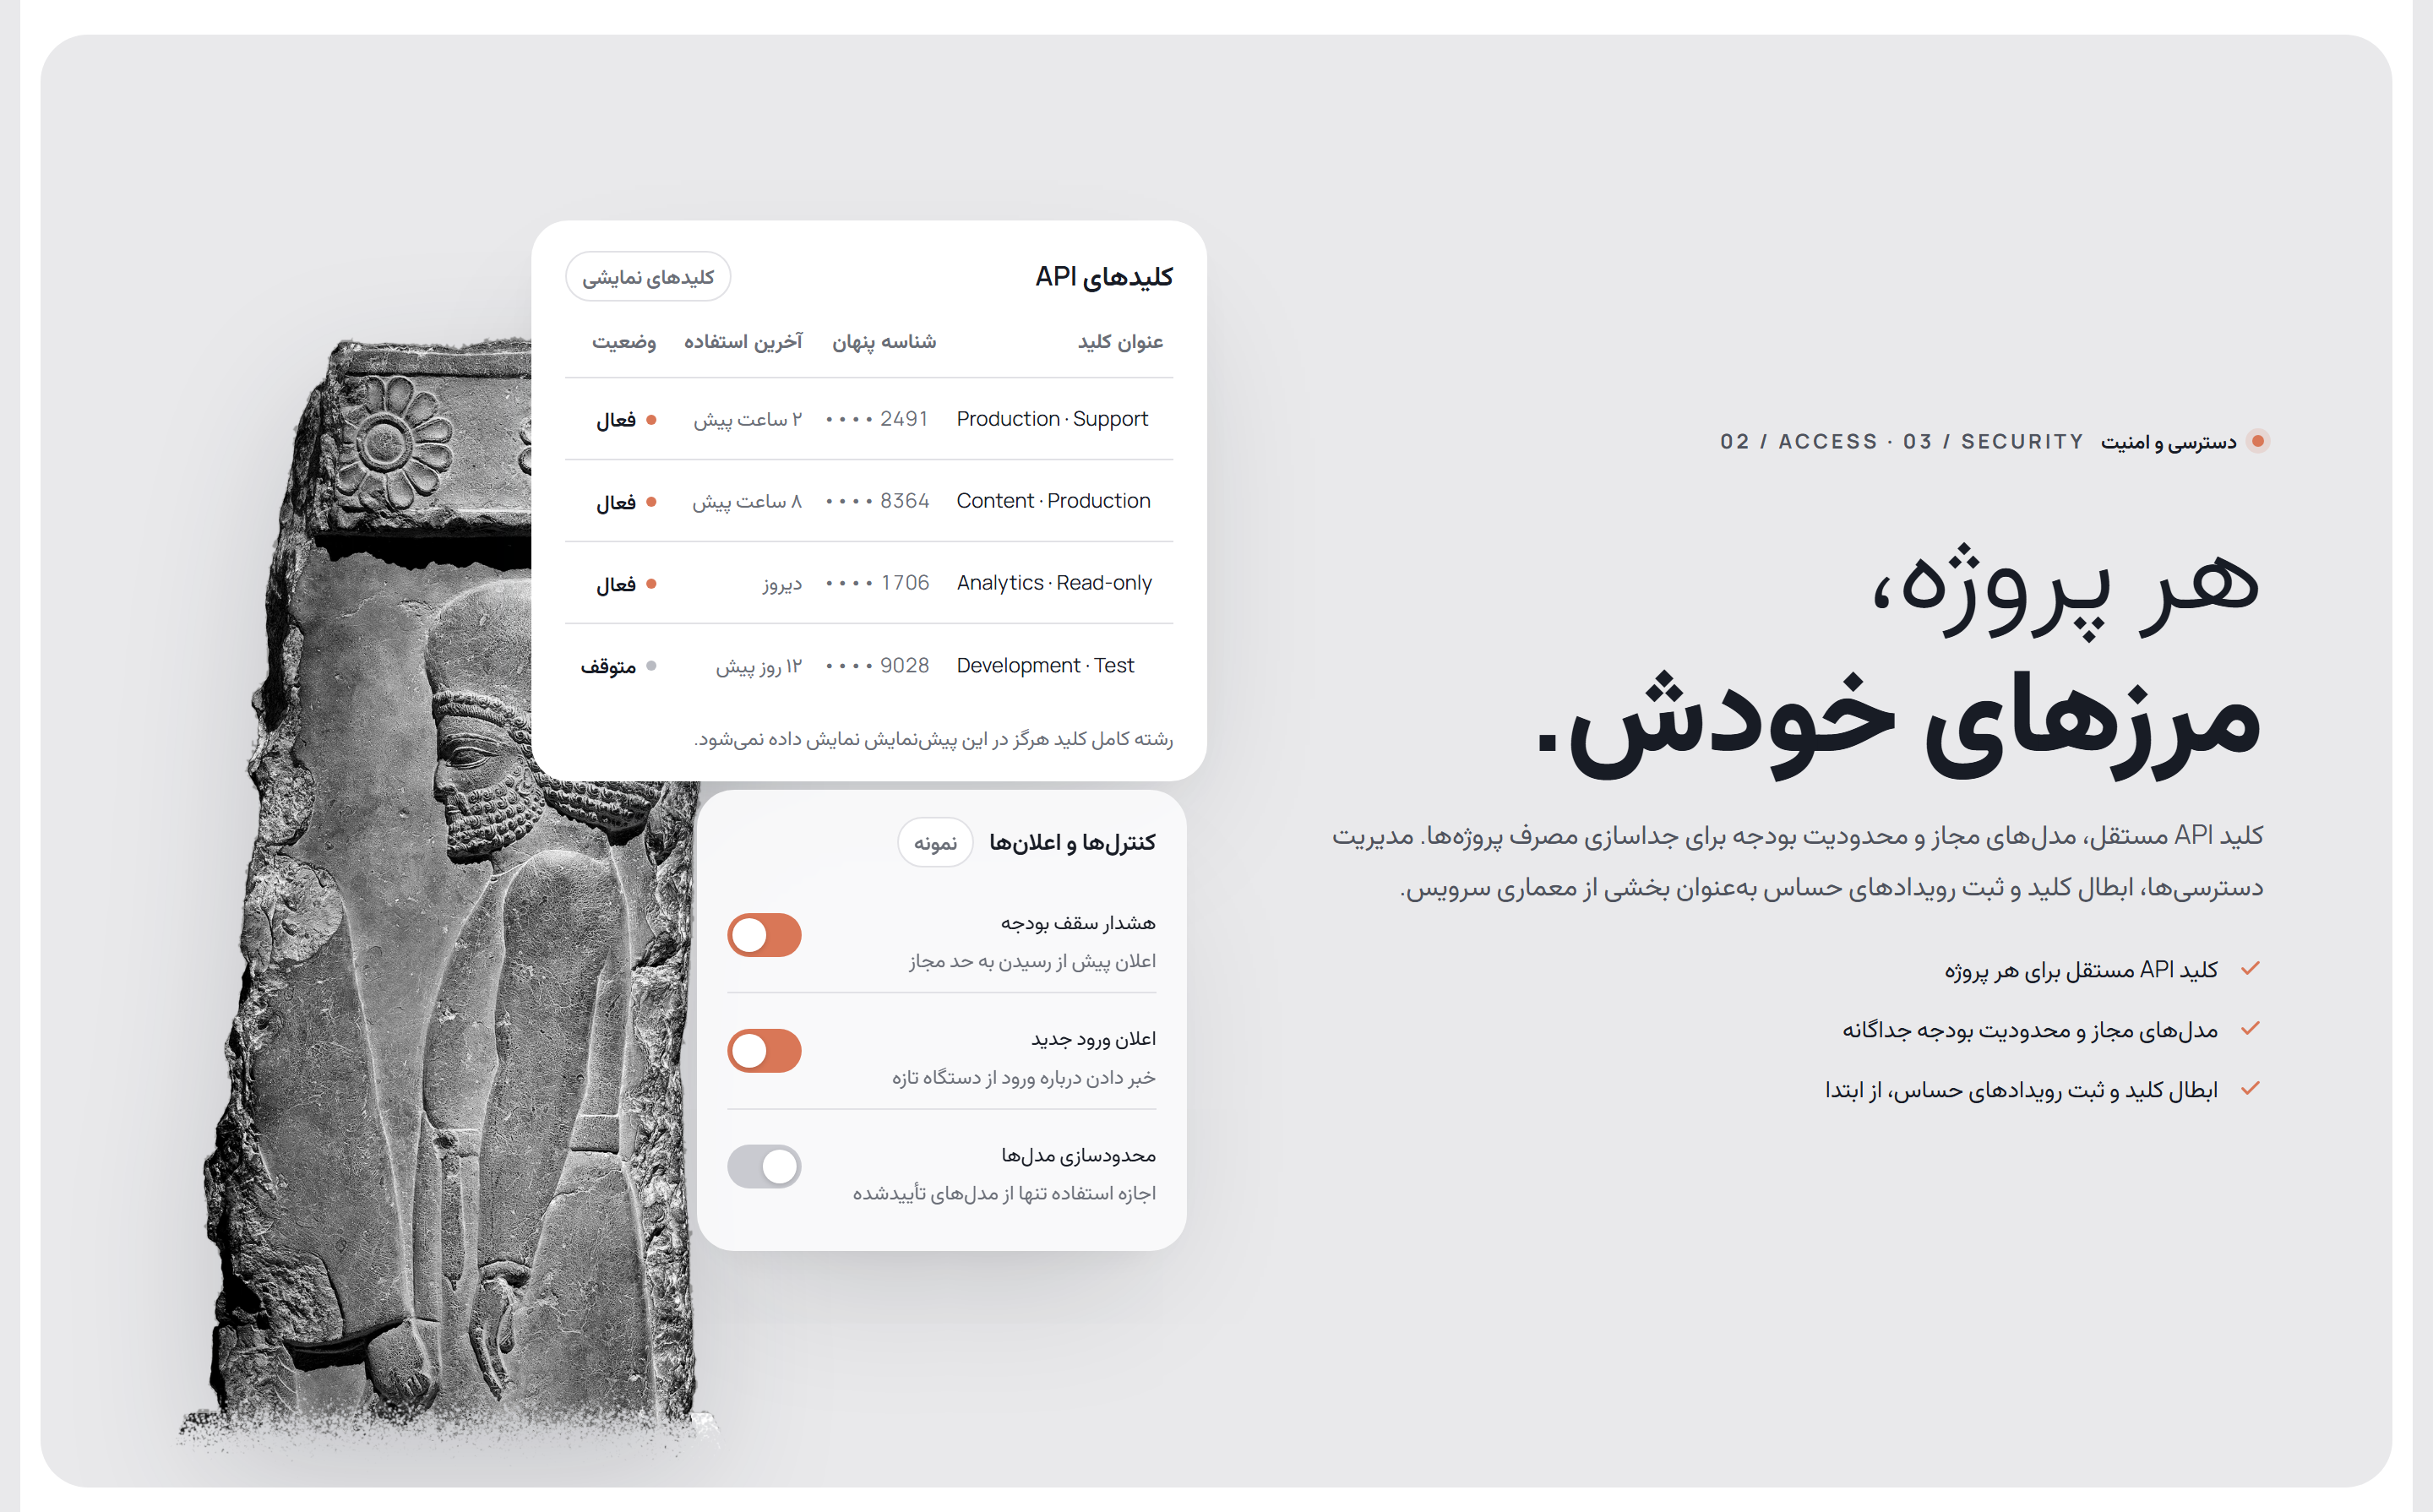 دسترسی و امنیت 02 / ACCESS · 03 / SECURITY
هر پروژه،
مرزهای خودش.
کلید API مستقل، مدل‌های مجاز و محدودیت بودجه برای جداسازی مصرف پروژه‌ها. مدیریت
دسترسی‌ها، ابطال کلید و ثبت رویدادهای حساس به‌عنوان بخشی از معماری سرویس.
کلید API مستقل برای هر پروژه
مدل‌های مجاز و محدودیت بودجه جداگانه
ابطال کلید و ثبت رویدادهای حساس، از ابتدا
کلیدهای API کلیدهای نمایشی
عنوان کلید شناسه پنهان آخرین استفاده وضعیت
Production · Support •••• 2491 ۲ ساعت پیش فعال
Content · Production •••• 8364 ۸ ساعت پیش فعال
Analytics · Read-only •••• 1706 دیروز فعال
Development · Test •••• 9028 ۱۲ روز پیش متوقف
رشته کامل کلید هرگز در این پیش‌نمایش نمایش داده نمی‌شود.
کنترل‌ها و اعلان‌ها نمونه
هشدار سقف بودجه
اعلان پیش از رسیدن به حد مجاز
اعلان ورود جدید
خبر دادن درباره ورود از دستگاه تازه
محدودسازی مدل‌ها
اجازه استفاده تنها از مدل‌های تأییدشده